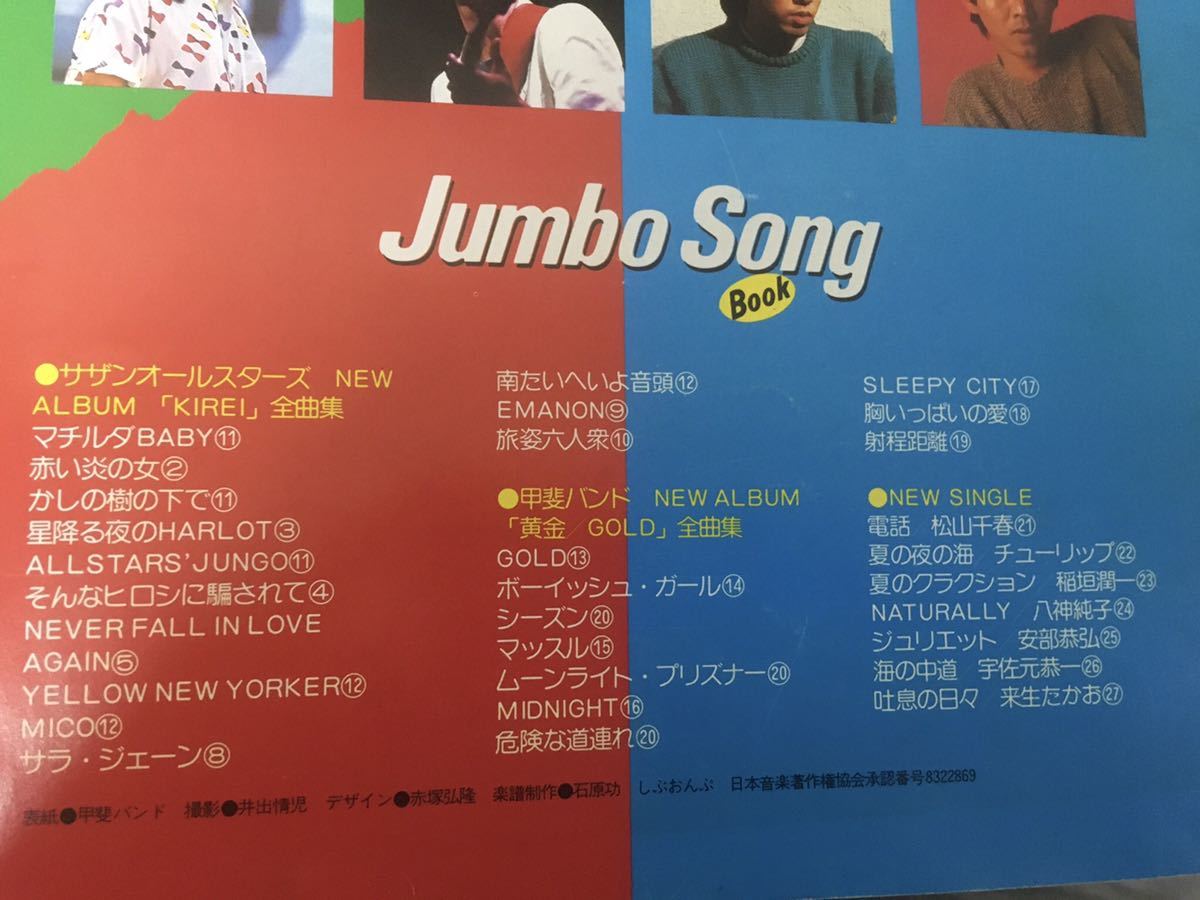 Jumbo Song
Book
●サザンオールスターズ　NEW
ALBUM 「KIREI」全曲集
マチルダBABY⑪
赤い炎の女②
かしの樹の下で⑪
星降る夜のHARLOT③
ALLSTARS'JUNGO⑪
そんなヒロシに騙されて④
NEVER FALL IN LOVE
AGAIN⑤
YELLOW NEW YORKER⑫
MICO⑫
サラ・ジェーン⑧
南たいへいよ音頭⑫
EMANON⑨
旅姿六人衆⑩
●甲斐バンド　NEW ALBUM
「黄金／GOLD」全曲集
GOLD⑬
ボーイッシュ・ガール⑭
シーズン⑳
マッスル⑮
ムーンライト・プリズナー⑳
MIDNIGHT⑯
危険な道連れ⑳
SLEEPY CITY⑰
胸いっぱいの愛⑱
射程距離⑲
●NEW SINGLE
電話　松山千春㉑
夏の夜の海／チューリップ㉒
夏のクラクション　稲垣潤一㉓
NATURALLY　八神純子㉔
ジュリエット　安部恭弘㉕
海の中道　宇佐元恭一㉖
吐息の日々　来生たかお㉗
表紙●甲斐バンド　撮影●井出情児　デザイン●赤塚弘隆　楽譜制作●石原功　しぶおんぷ　日本音楽著作権協会承認番号8322869